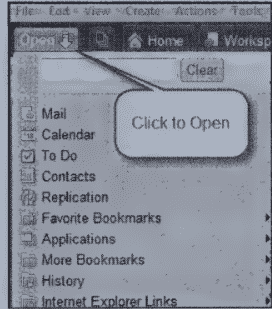 File Edit View Create Actions Tools
Open Home Worksp
Clear
Click to Open
Mail
Calendar
To Do
Contacts
Replication
Favorite Bookmarks
Applications
More Bookmarks
History
Internet Explorer Links